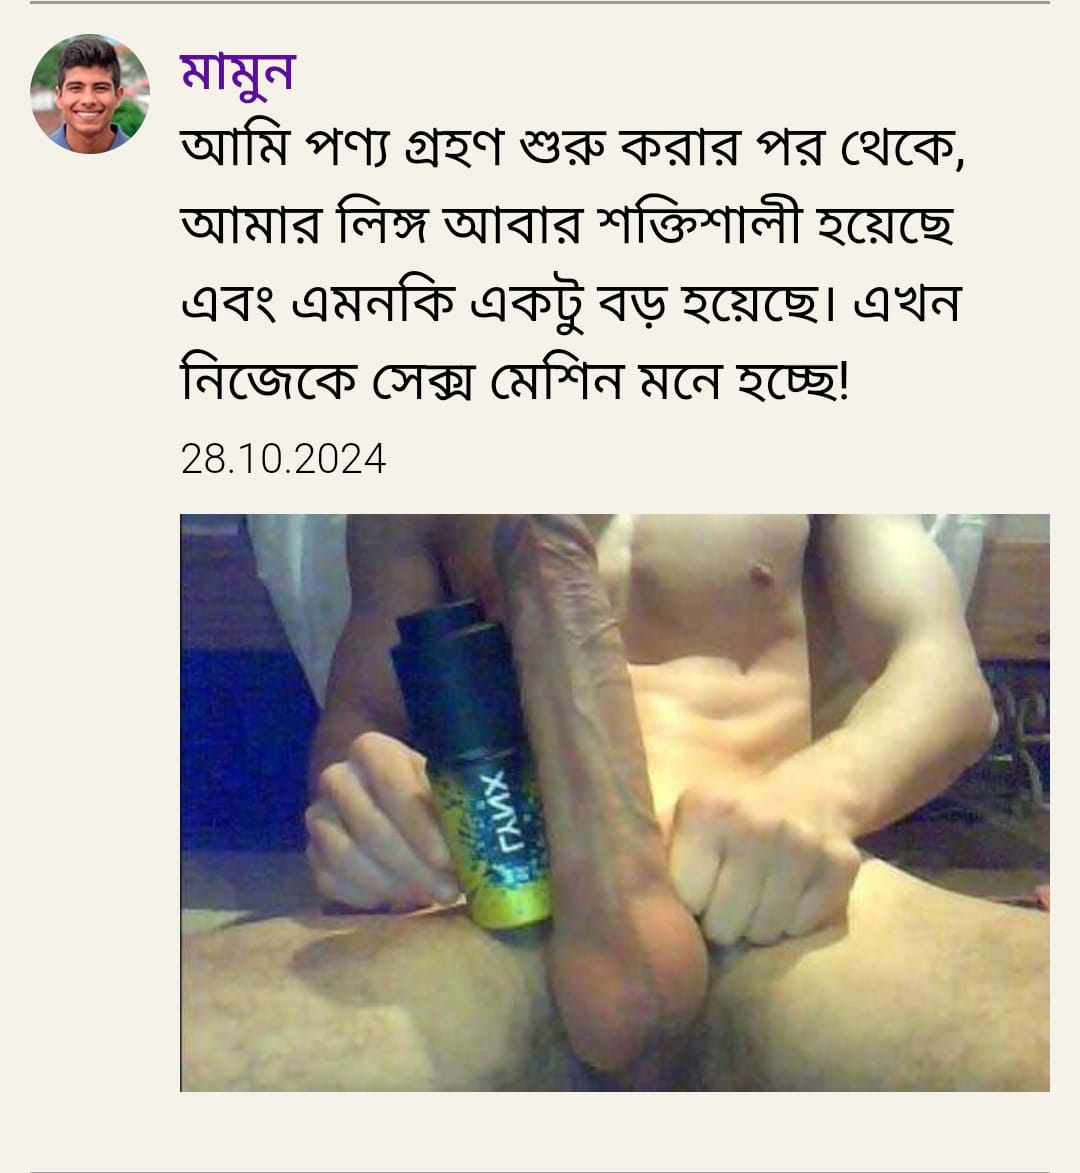 মামুন
আমি পণ্য গ্রহণ শুরু করার পর থেকে,
আমার লিঙ্গ আবার শক্তিশালী হয়েছে
এবং এমনকি একটু বড় হয়েছে। এখন
নিজেকে সেক্স মেশিন মনে হচ্ছে!
28.10.2024
LYNX